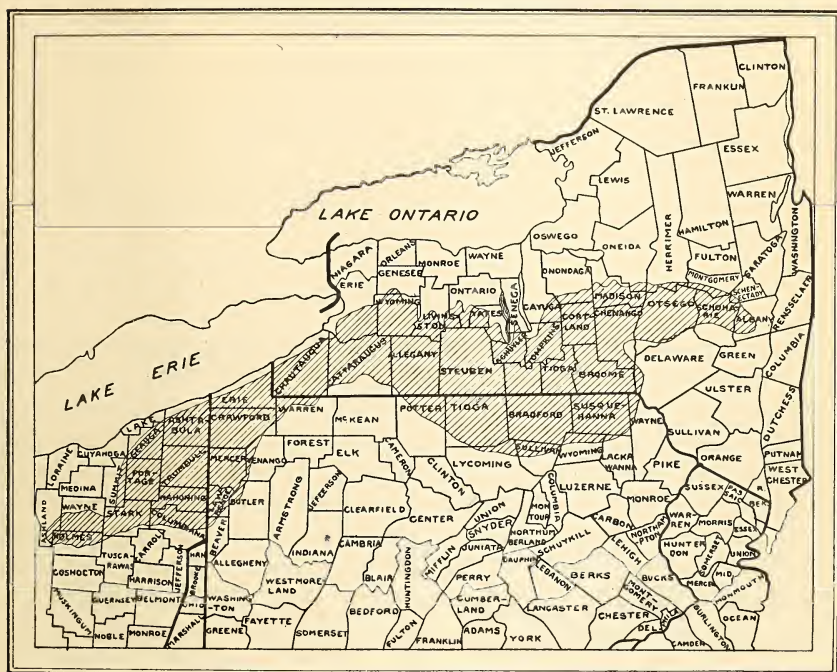 CLINTON
FRANKLIN
ST. LAWRENCE
JEFFERSON
ESSEX
LEWIS
WARREN
LAKE ONTARIO
HERKIMER
HAMILTON
WASHINGTON
SARATOGA
OSWEGO
ONEIDA
FULTON
NIAGARA
ORLEANS
MONROE
WAYNE
MONTGOMERY
GENESEE
ONONDAGA
SCHENECTADY
RENSSELAER
ERIE
ONTARIO
SENECA
CAYUGA
MADISON
OTSEGO
SCHOHARIE
ALBANY
WYOMING
LIVINGSTON
YATES
CORTLAND
CHENANGO
CHAUTAUQUA
CATTARAUGUS
ALLEGANY
STEUBEN
SCHUYLER
TOMPKINS
TIOGA
BROOME
DELAWARE
GREEN
COLUMBIA
LAKE ERIE
ULSTER
DUTCHESS
ERIE
CRAWFORD
WARREN
MCKEAN
POTTER
TIOGA
BRADFORD
SUSQUEHANNA
WAYNE
SULLIVAN
LAKE
ASHTABULA
GEAUGA
ORANGE
PUTNAM
LORAINE
CUYAHOGA
TRUMBULL
MERCER
VENANGO
FOREST
ELK
CAMERON
CLINTON
LYCOMING
SULLIVAN
WYOMING
LACKAWANNA
PIKE
WEST CHESTER
MEDINA
SUMMIT
PORTAGE
MAHONING
LAWRENCE
BUTLER
ARMSTRONG
JEFFERSON
CLEARFIELD
CENTER
UNION
SNYDER
MONTOUR
COLUMBIA
LUZERNE
MONROE
SUSSEX
PASSAIC
BER.
ASHLAND
WAYNE
STARK
COLUMBIANA
BEAVER
HOLMES
NORTHUMBERLAND
CARBON
NORTHAMPTON
WARREN
MORRIS
ESSEX
TUSCARAWAS
CARROLL
JEFFERSON
HAN
BROOKE
ALLEGHENY
INDIANA
CAMBRIA
BLAIR
HUNTINGDON
MIFFLIN
JUNIATA
DAUPHIN
SCHUYKILL
LEHIGH
HUNTERDON
SOMERSET
UNION
COSHOCTON
HARRISON
WESTMORELAND
PERRY
LEBANON
BERKS
BUCKS
MERCER
MID.
MONMOUTH
MUSKINGUM
GUERNSEY
BELMONT
OHIO
WASHINGTON
BEDFORD
CUMBERLAND
LANCASTER
MONTGOMERY
CHESTER
DEL.
PHILA
BURLINGTON
OCEAN
NOBLE
MONROE
MARSHALL
GREENE
FAYETTE
SOMERSET
FULTON
FRANKLIN
ADAMS
YORK
CAMDEN